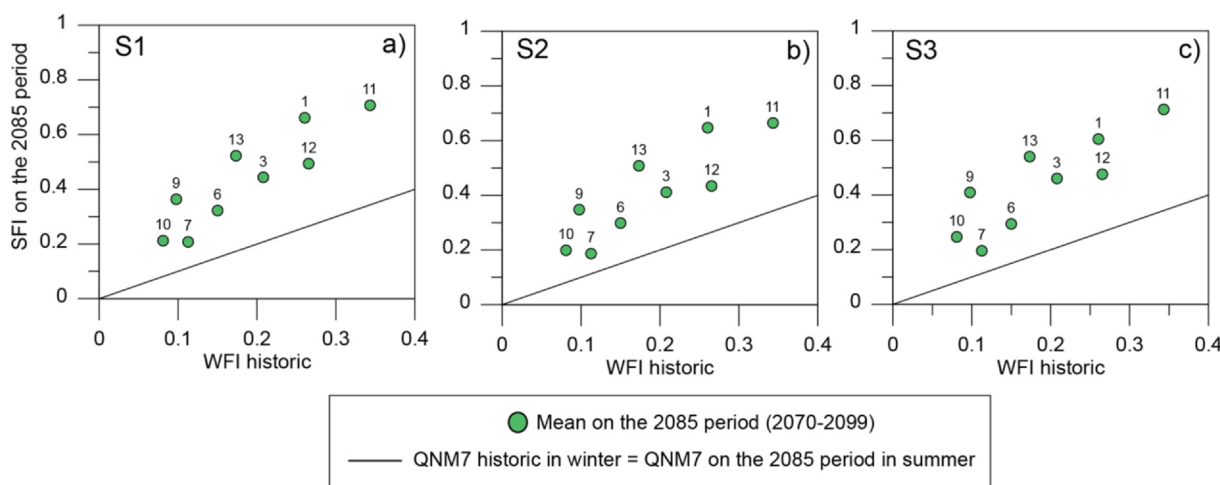 S1
a)
SFI on the 2085 period
1
0.8
0.6
0.4
0.2
0
11
1
13
12
3
9
6
10 7
0 0.1 0.2 0.3 0.4
WFI historic
S2
b)
1
0.8
0.6
0.4
0.2
0
1
11
13
3
12
9
6
10
7
0 0.1 0.2 0.3 0.4
WFI historic
S3
c)
1
0.8
0.6
0.4
0.2
0
11
1
13
3
12
9
6
10
7
0 0.1 0.2 0.3 0.4
WFI historic
Mean on the 2085 period (2070-2099)
QNM7 historic in winter = QNM7 on the 2085 period in summer